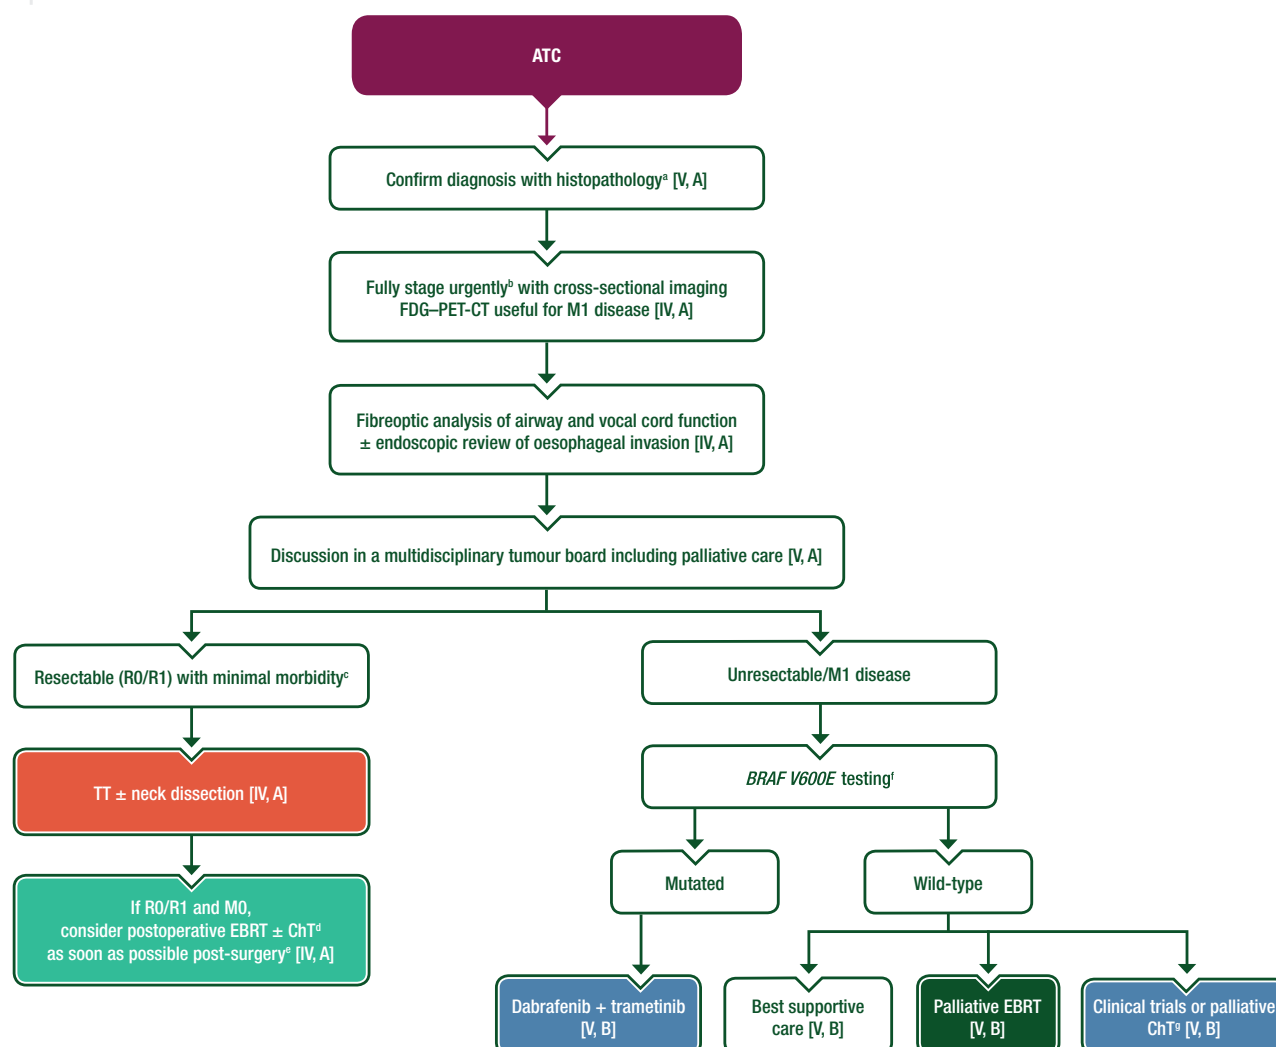 ATC
Confirm diagnosis with histopathologyᵃ [V, A]
Fully stage urgentlyᵇ with cross-sectional imaging
FDG–PET-CT useful for M1 disease [IV, A]
Fibreoptic analysis of airway and vocal cord function
± endoscopic review of oesophageal invasion [IV, A]
Discussion in a multidisciplinary tumour board including palliative care [V, A]
Resectable (R0/R1) with minimal morbidityᶜ
Unresectable/M1 disease
TT ± neck dissection [IV, A]
BRAF V600E testingᶠ
If R0/R1 and M0,
consider postoperative EBRT ± ChTᵈ
as soon as possible post-surgeryᵉ [IV, A]
Mutated
Wild-type
Dabrafenib + trametinib
[V, B]
Best supportive
care [V, B]
Palliative EBRT
[V, B]
Clinical trials or palliative
ChTᵍ [V, B]